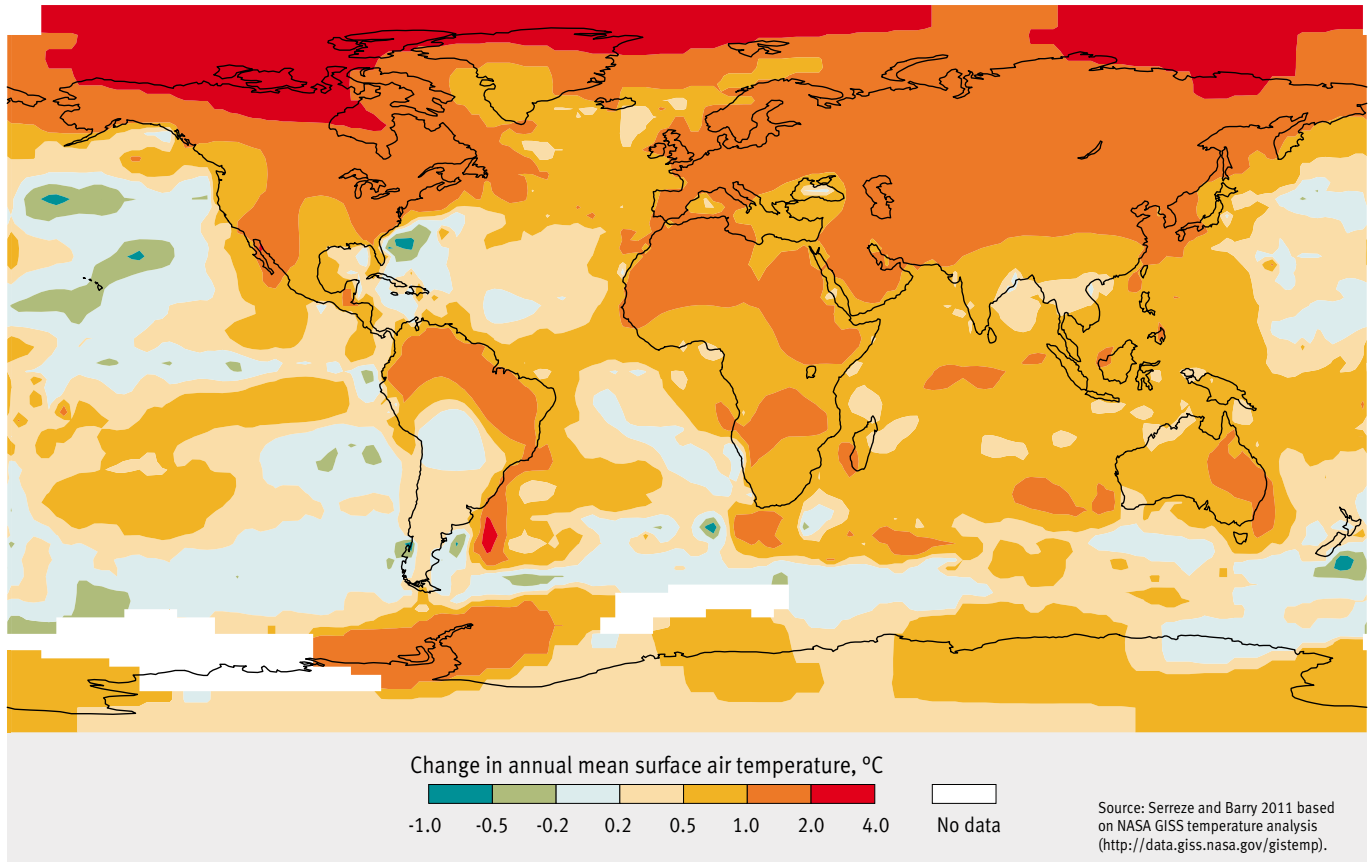 Change in annual mean surface air temperature, °C
-1.0 -0.5 -0.2 0.2 0.5 1.0 2.0 4.0 No data
Source: Serreze and Barry 2011 based
on NASA GISS temperature analysis
(http://data.giss.nasa.gov/gistemp).